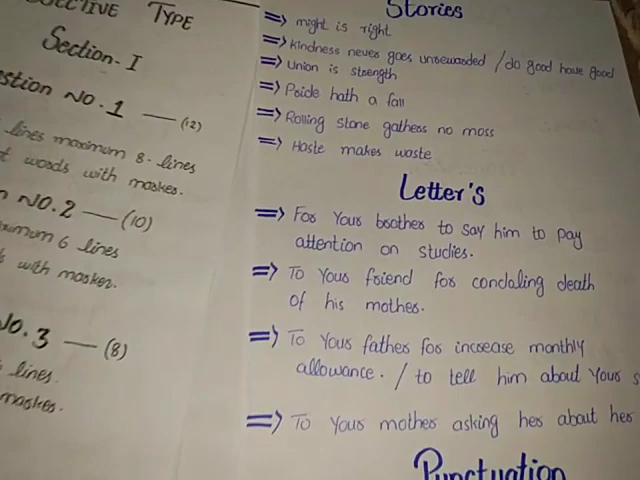 TYPE
Section-I
NO.1 — (12)
lines maximum 8. lines
words with maskes.
NO.2 — (10)
6 lines
with masker.
NO.3 — (8)
lines.
maskes.
Stories
=> might is right
=> kindness never goes unrewarded / do good have good
=> Union is strength
=> Pride hath a fall
=> Rolling stone gathers no moss
=> Haste makes waste
Letter's
=> For Your brother to say him to pay
attention on studies.
=> To Your friend for condaling death
of his mother.
=> To Your father for increase monthly
allowance. / to tell him about Your
=> To Your mother asking her about her
Punctuation